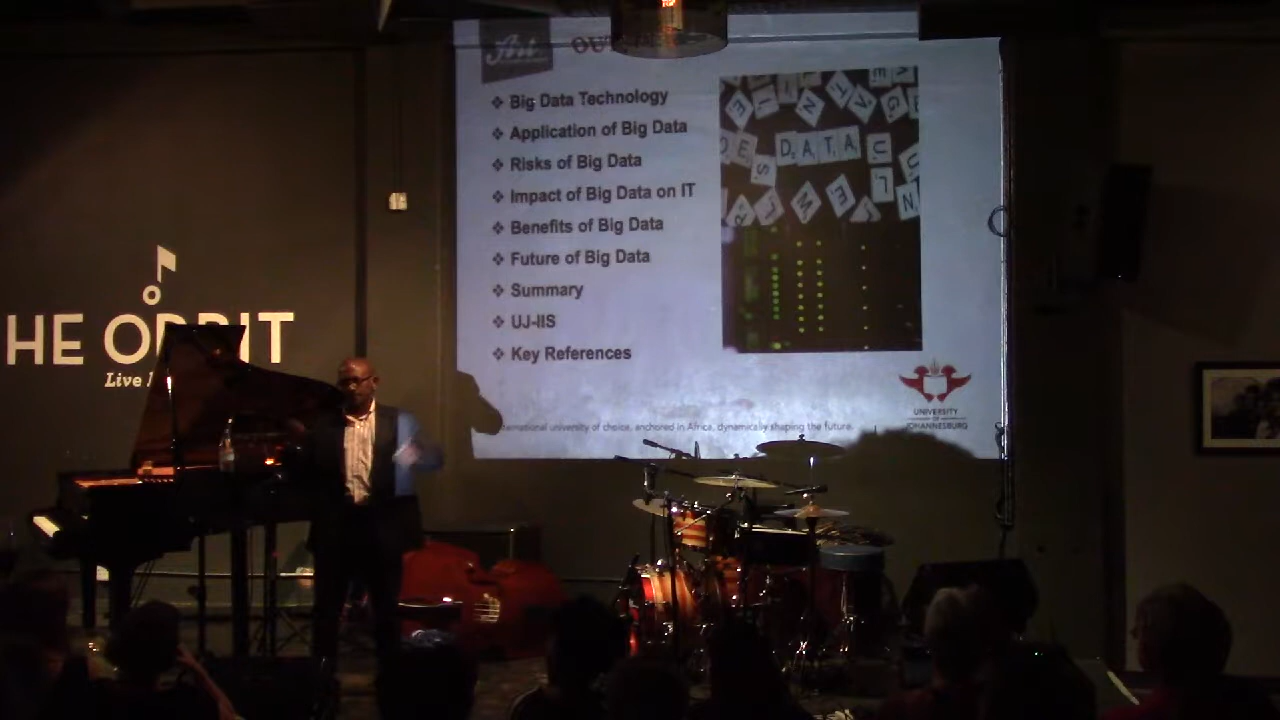 Art
❖ Big Data Technology
❖ Application of Big Data
❖ Risks of Big Data
❖ Impact of Big Data on IT
❖ Benefits of Big Data
❖ Future of Big Data
❖ Summary
❖ UJ-IIS
❖ Key References
DATA
UNIVERSITY
OF
JOHANNESBURG
university of choice, anchored in Africa, dynamically shaping the future.
HE ORBIT
Live